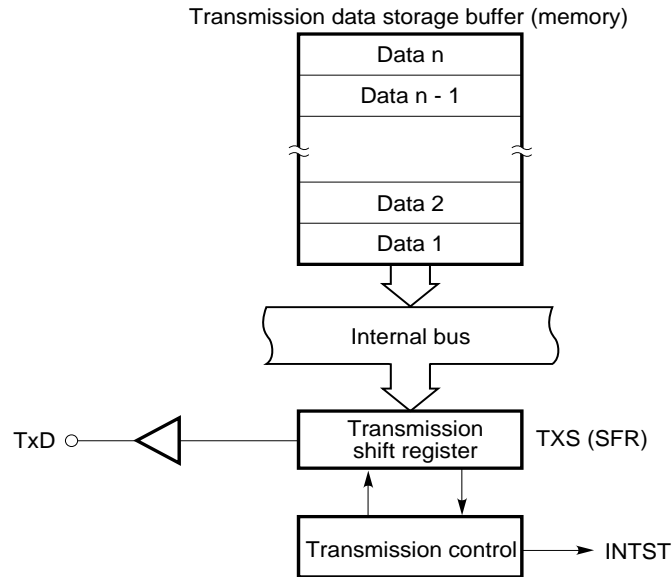 Transmission data storage buffer (memory)
Data n
Data n - 1
Data 2
Data 1
Internal bus
TxD
Transmission
shift register
TXS (SFR)
Transmission control
INTST